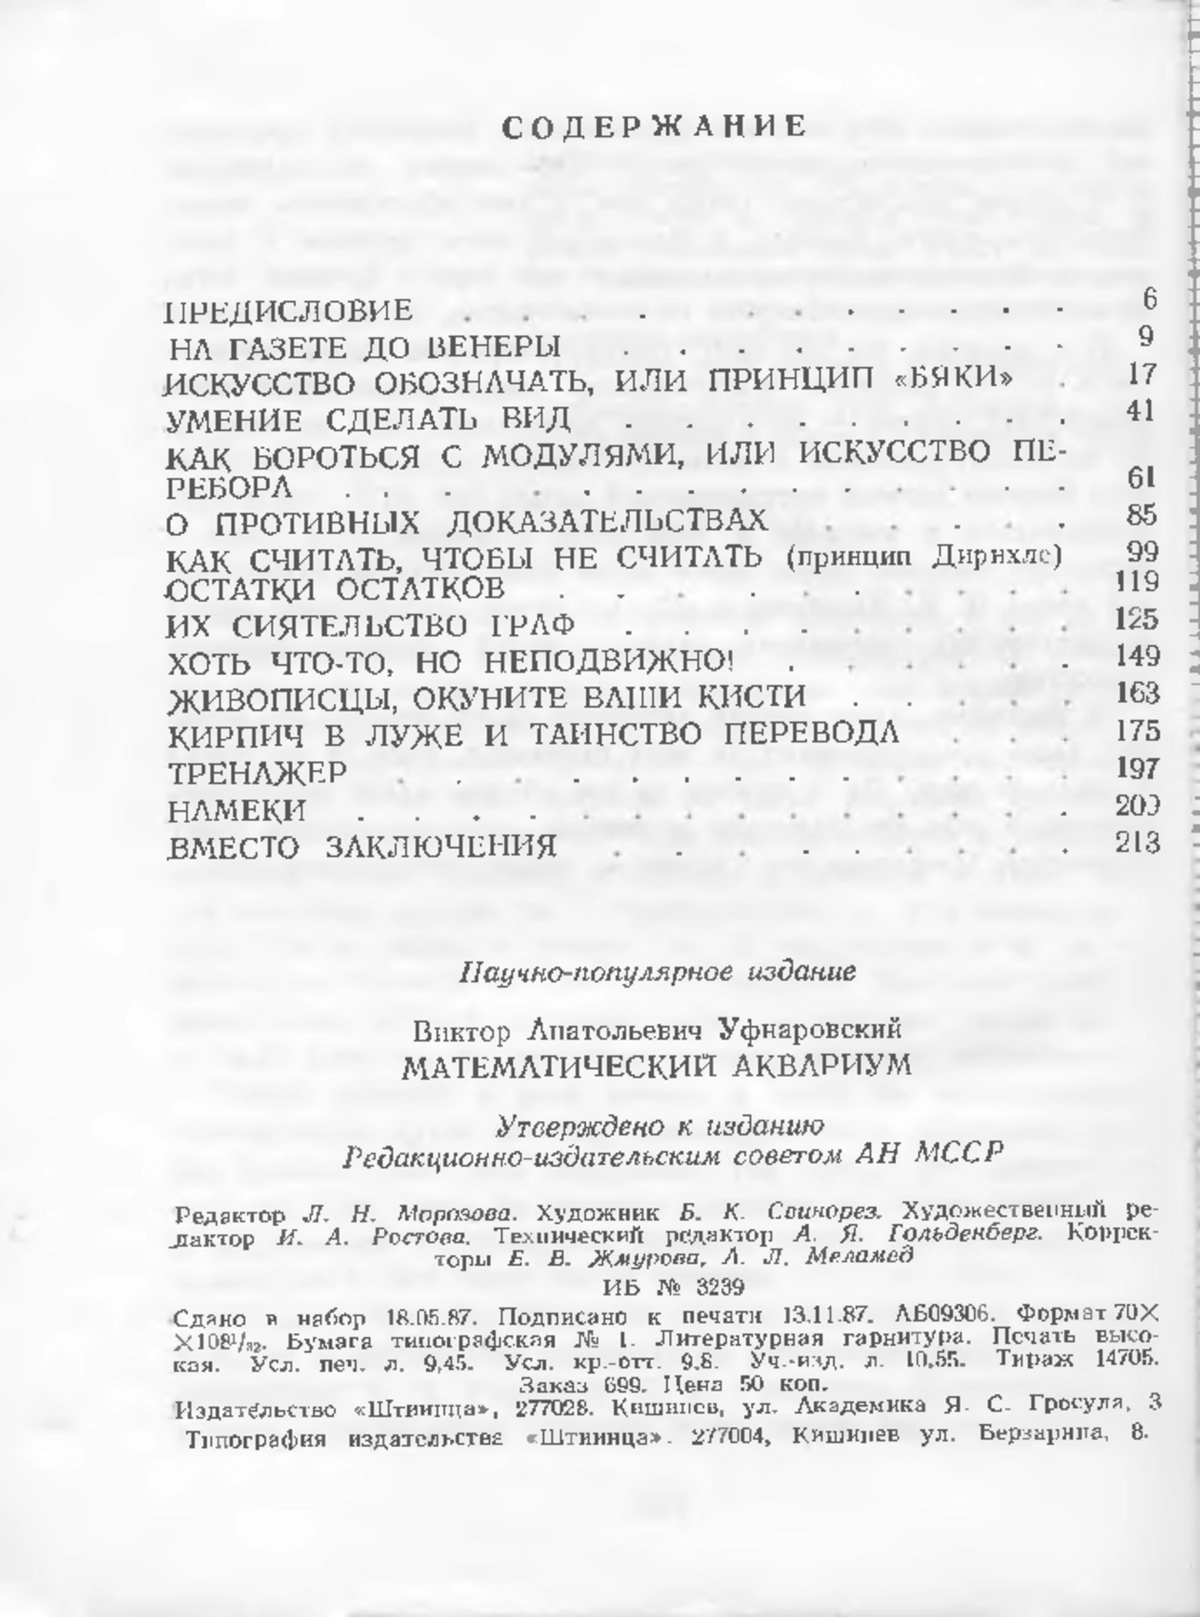 СОДЕРЖАНИЕ
ПРЕДИСЛОВИЕ . . . . . . . . . . 6
НА ГАЗЕТЕ ДО ВЕНЕРЫ . . . . . . . . 9
ИСКУССТВО ОБОЗНАЧАТЬ, ИЛИ ПРИНЦИП «БЯКИ» . 17
УМЕНИЕ СДЕЛАТЬ ВИД . . . . . . . . 41
КАК БОРОТЬСЯ С МОДУЛЯМИ, ИЛИ ИСКУССТВО ПЕ-
РЕБОРА . . . . . . . . . . . . 61
О ПРОТИВНЫХ ДОКАЗАТЕЛЬСТВАХ . . . . . 85
КАК СЧИТАТЬ, ЧТОБЫ НЕ СЧИТАТЬ (принцип Дирихле) 99
ОСТАТКИ ОСТАТКОВ . . . . . . . . . 119
ИХ СИЯТЕЛЬСТВО ГРАФ . . . . . . . . 125
ХОТЬ ЧТО-ТО, НО НЕПОДВИЖНО! . . . . . 149
ЖИВОПИСЦЫ, ОКУНИТЕ ВАШИ КИСТИ . . . . 163
КИРПИЧ В ЛУЖЕ И ТАИНСТВО ПЕРЕВОДА . . . 175
ТРЕНАЖЕР . . . . . . . . . . . . 197
НАМЕКИ . . . . . . . . . . . . . 209
ВМЕСТО ЗАКЛЮЧЕНИЯ . . . . . . . . 213
Научно-популярное издание
Виктор Анатольевич Уфнаровский
МАТЕМАТИЧЕСКИЙ АКВАРИУМ
Утверждено к изданию
Редакционно-издательским советом АН МССР
Редактор Л. Н. Морозова. Художник Б. К. Свинорез. Художественный ре-
дактор И. А. Ростова. Технический редактор А. Я. Гольденберг. Коррек-
торы Е. В. Жмурова, Л. Л. Меламед
ИБ № 3239
Сдано в набор 18.05.87. Подписано к печати 13.11.87. АБ09306. Формат 70×
×108¹/₃₂. Бумага типографская № 1. Литературная гарнитура. Печать высо-
кая. Усл. печ. л. 9,45. Усл. кр.-отт. 9.8. Уч.-изд. л. 10,55. Тираж 14705.
Заказ 699. Цена 50 коп.
Издательство «Штиинца», 277028. Кишинев, ул. Академика Я. С. Гросула, 3
Типография издательства «Штиинца». 277004, Кишинев ул. Берзарина, 8.